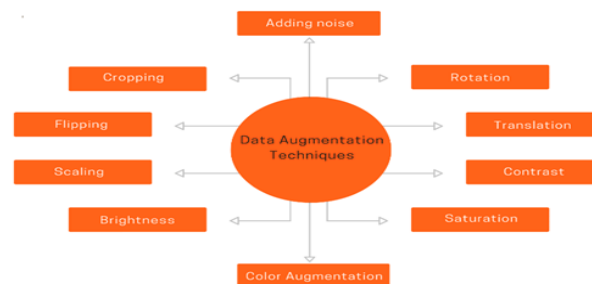 Adding noise
Cropping
Rotation
Flipping
Translation
Data Augmentation
Techniques
Scaling
Contrast
Brightness
Saturation
Color Augmentation